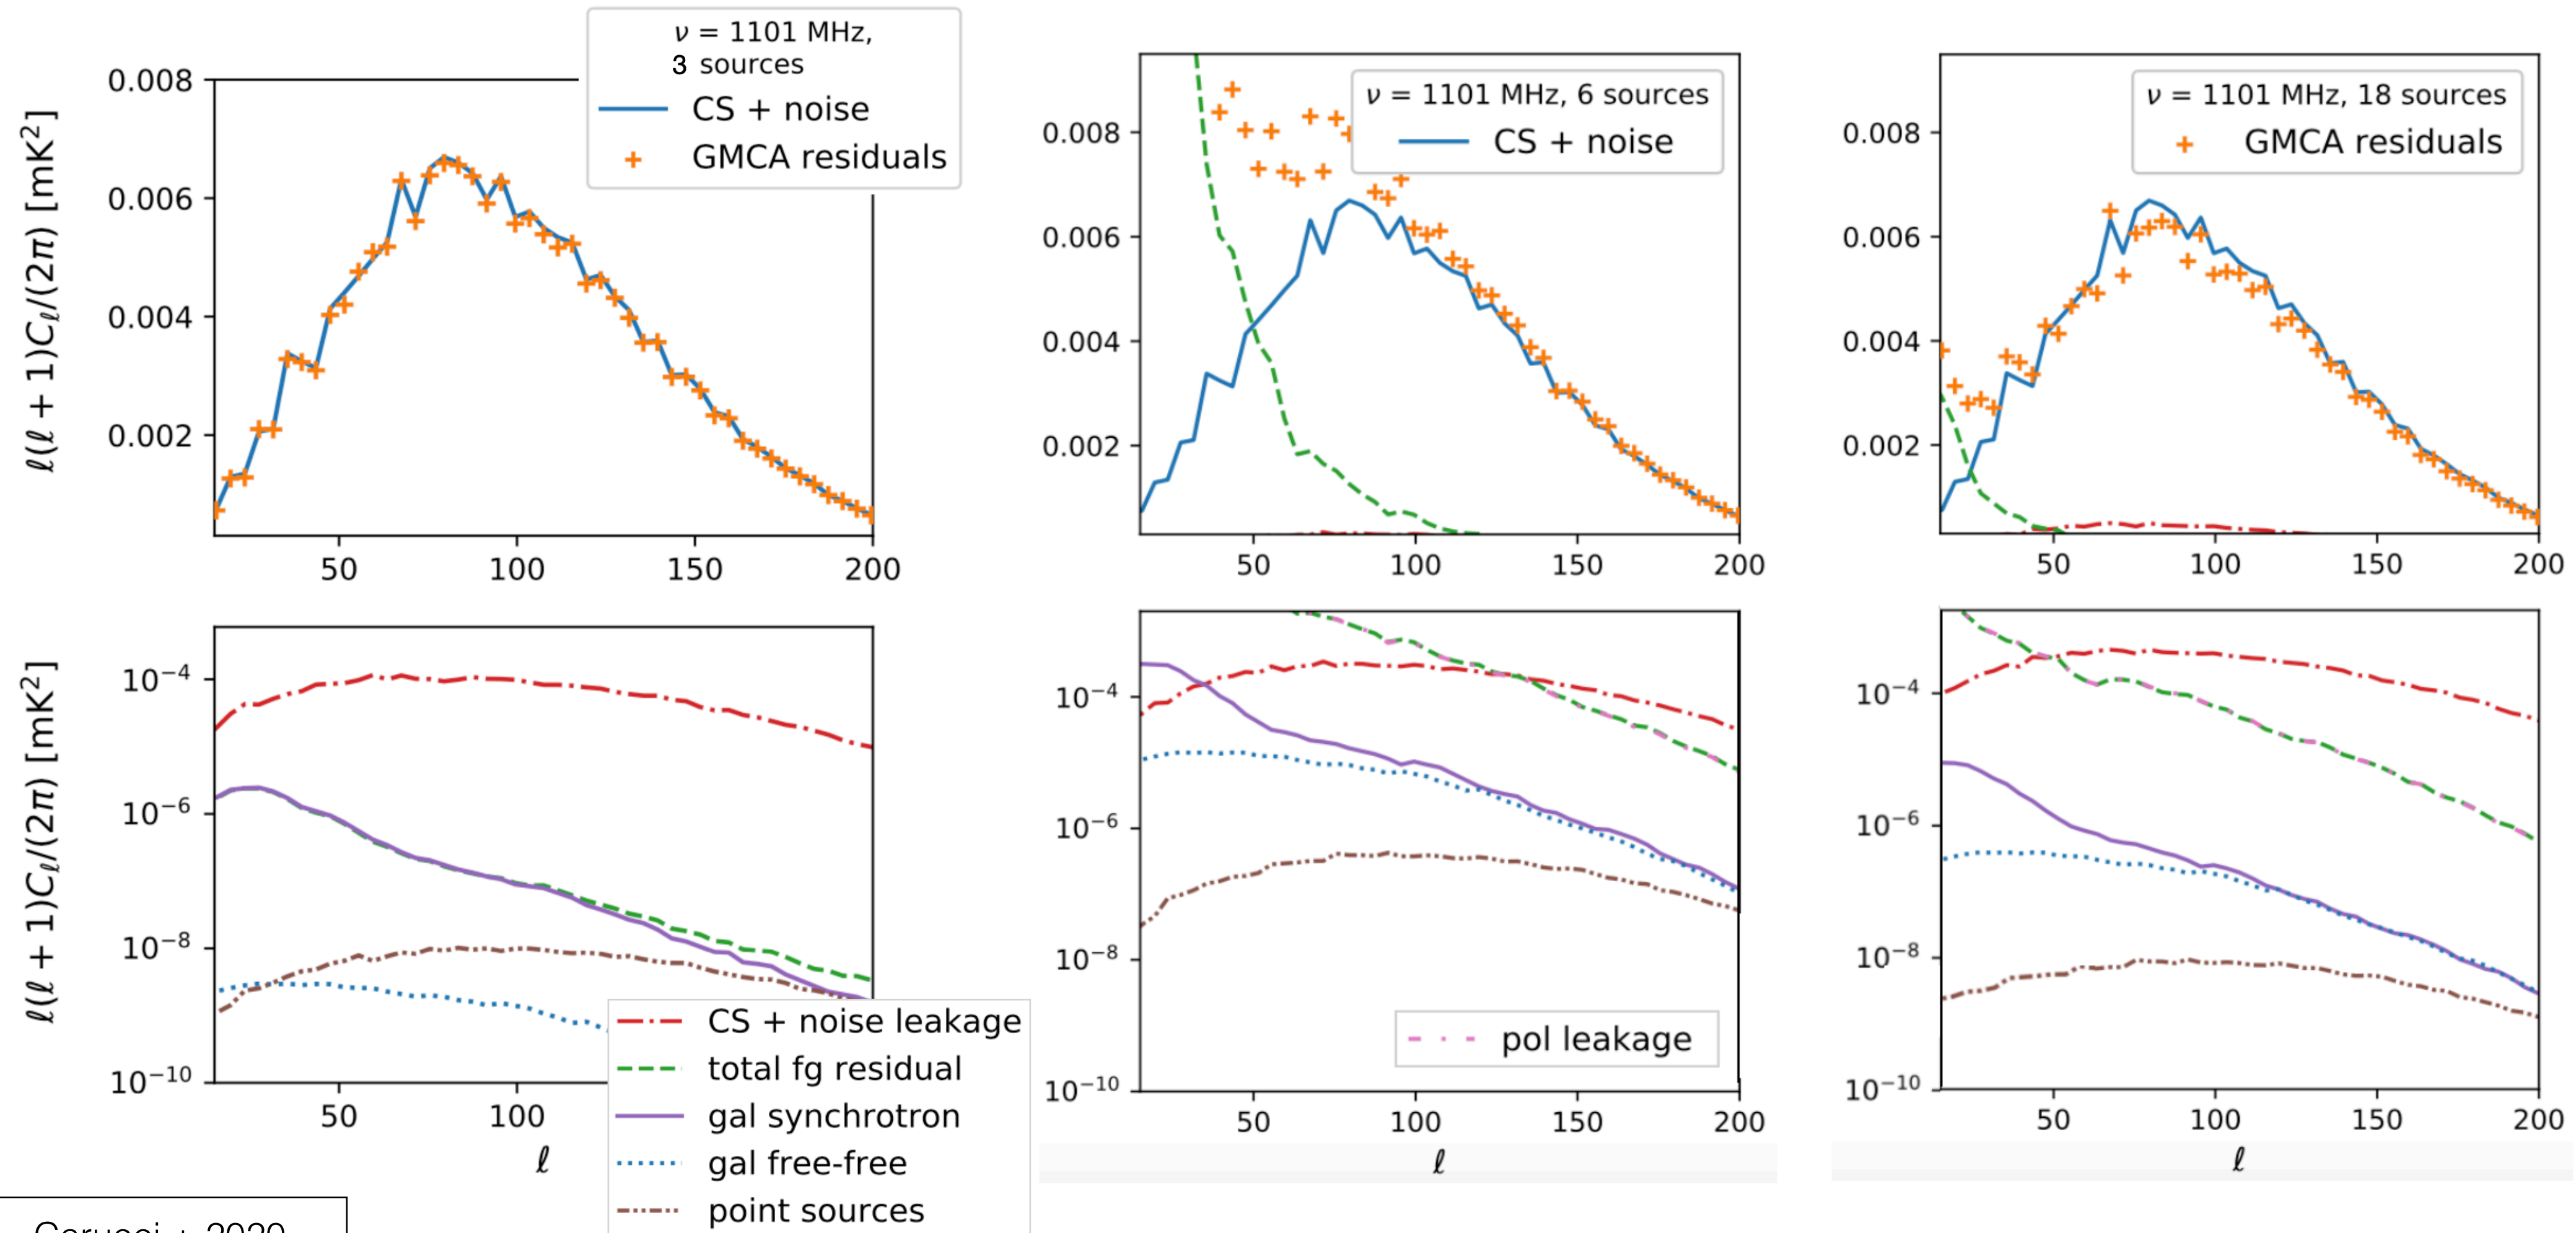 ν = 1101 MHz,
3 sources
CS + noise
GMCA residuals
ℓ(ℓ + 1)Cℓ/(2π) [mK²]
0.008
0.006
0.004
0.002
50 100 150 200
ν = 1101 MHz, 6 sources
CS + noise
0.008
0.006
0.004
0.002
50 100 150 200
ν = 1101 MHz, 18 sources
GMCA residuals
0.008
0.006
0.004
0.002
50 100 150 200
ℓ(ℓ + 1)Cℓ/(2π) [mK²]
10⁻⁴
10⁻⁶
10⁻⁸
10⁻¹⁰
50 100
ℓ
CS + noise leakage
total fg residual
gal synchrotron
gal free-free
point sources
10⁻⁴
10⁻⁶
10⁻⁸
10⁻¹⁰
pol leakage
50 100 150 200
ℓ
10⁻⁴
10⁻⁶
10⁻⁸
10⁻¹⁰
50 100 150 200
ℓ
Carucci + 2020